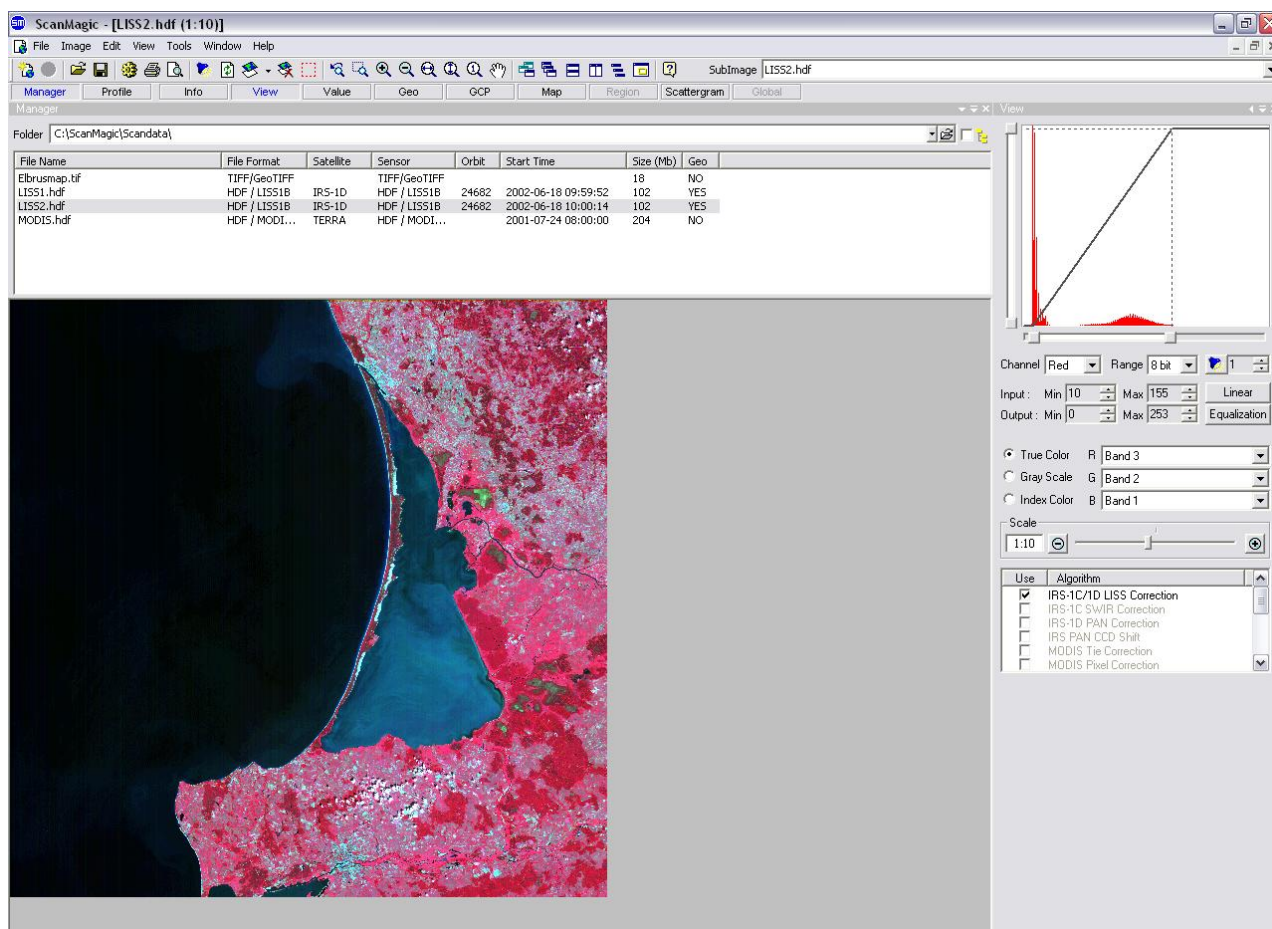 ScanMagic - [LISS2.hdf (1:10)]
File Image Edit View Tools Window Help
SubImage LISS2.hdf
Manager Profile Info View Value Geo GCP Map Region Scattergram Global
Manager
View
Folder C:\ScanMagic\Scandata\
File Name File Format Satellite Sensor Orbit Start Time Size (Mb) Geo
Elbrusmap.tif TIFF/GeoTIFF TIFF/GeoTIFF 18 NO
LISS1.hdf HDF / LISS1B IRS-1D HDF / LISS1B 24682 2002-06-18 09:59:52 102 YES
LISS2.hdf HDF / LISS1B IRS-1D HDF / LISS1B 24682 2002-06-18 10:00:14 102 YES
MODIS.hdf HDF / MODI... TERRA HDF / MODI... 2001-07-24 08:00:00 204 NO
Channel Red Range 8 bit 1
Input : Min 10 Max 155 Linear
Output : Min 0 Max 253 Equalization
True Color R Band 3
Gray Scale G Band 2
Index Color B Band 1
Scale
1:10
Use Algorithm
IRS-1C/1D LISS Correction
IRS-1C SWIR Correction
IRS-1D PAN Correction
IRS PAN CCD Shift
MODIS Tie Correction
MODIS Pixel Correction